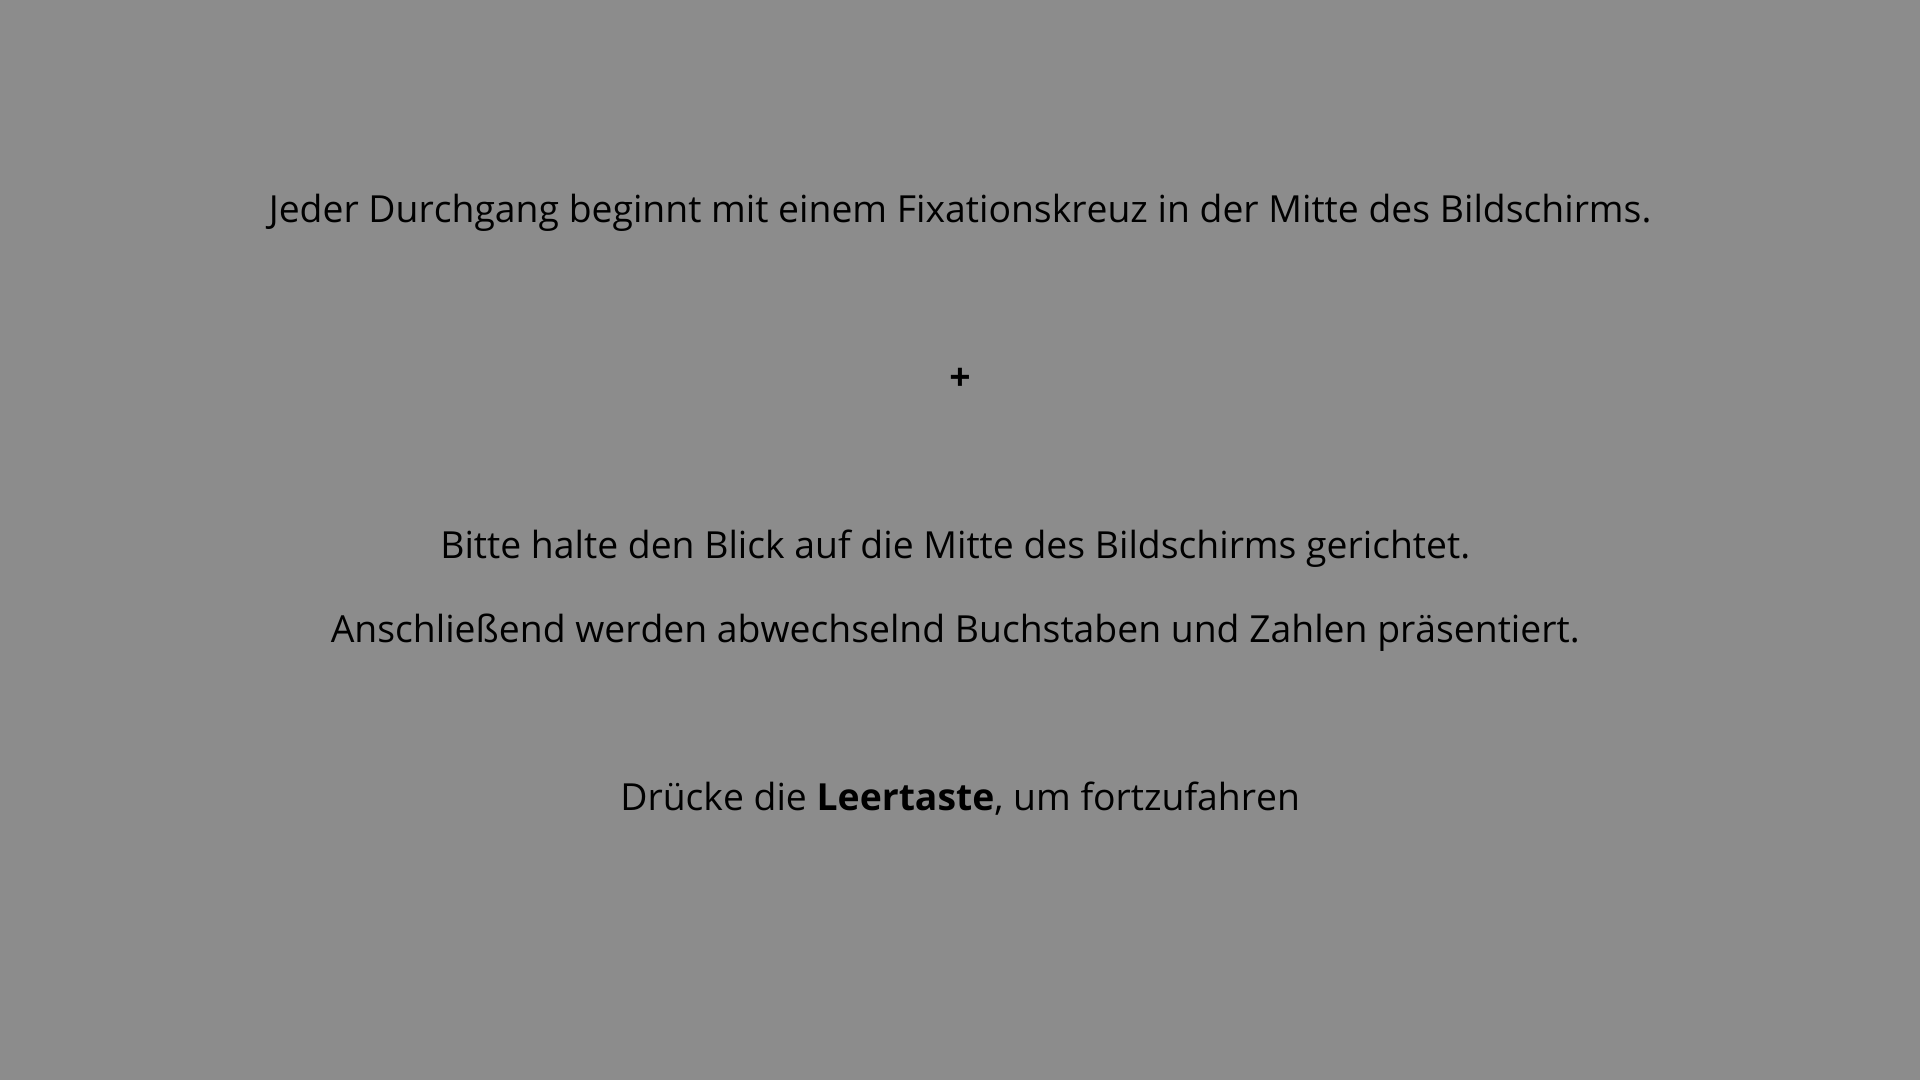 Jeder Durchgang beginnt mit einem Fixationskreuz in der Mitte des Bildschirms.
+
Bitte halte den Blick auf die Mitte des Bildschirms gerichtet.
Anschließend werden abwechselnd Buchstaben und Zahlen präsentiert.
Drücke die Leertaste, um fortzufahren